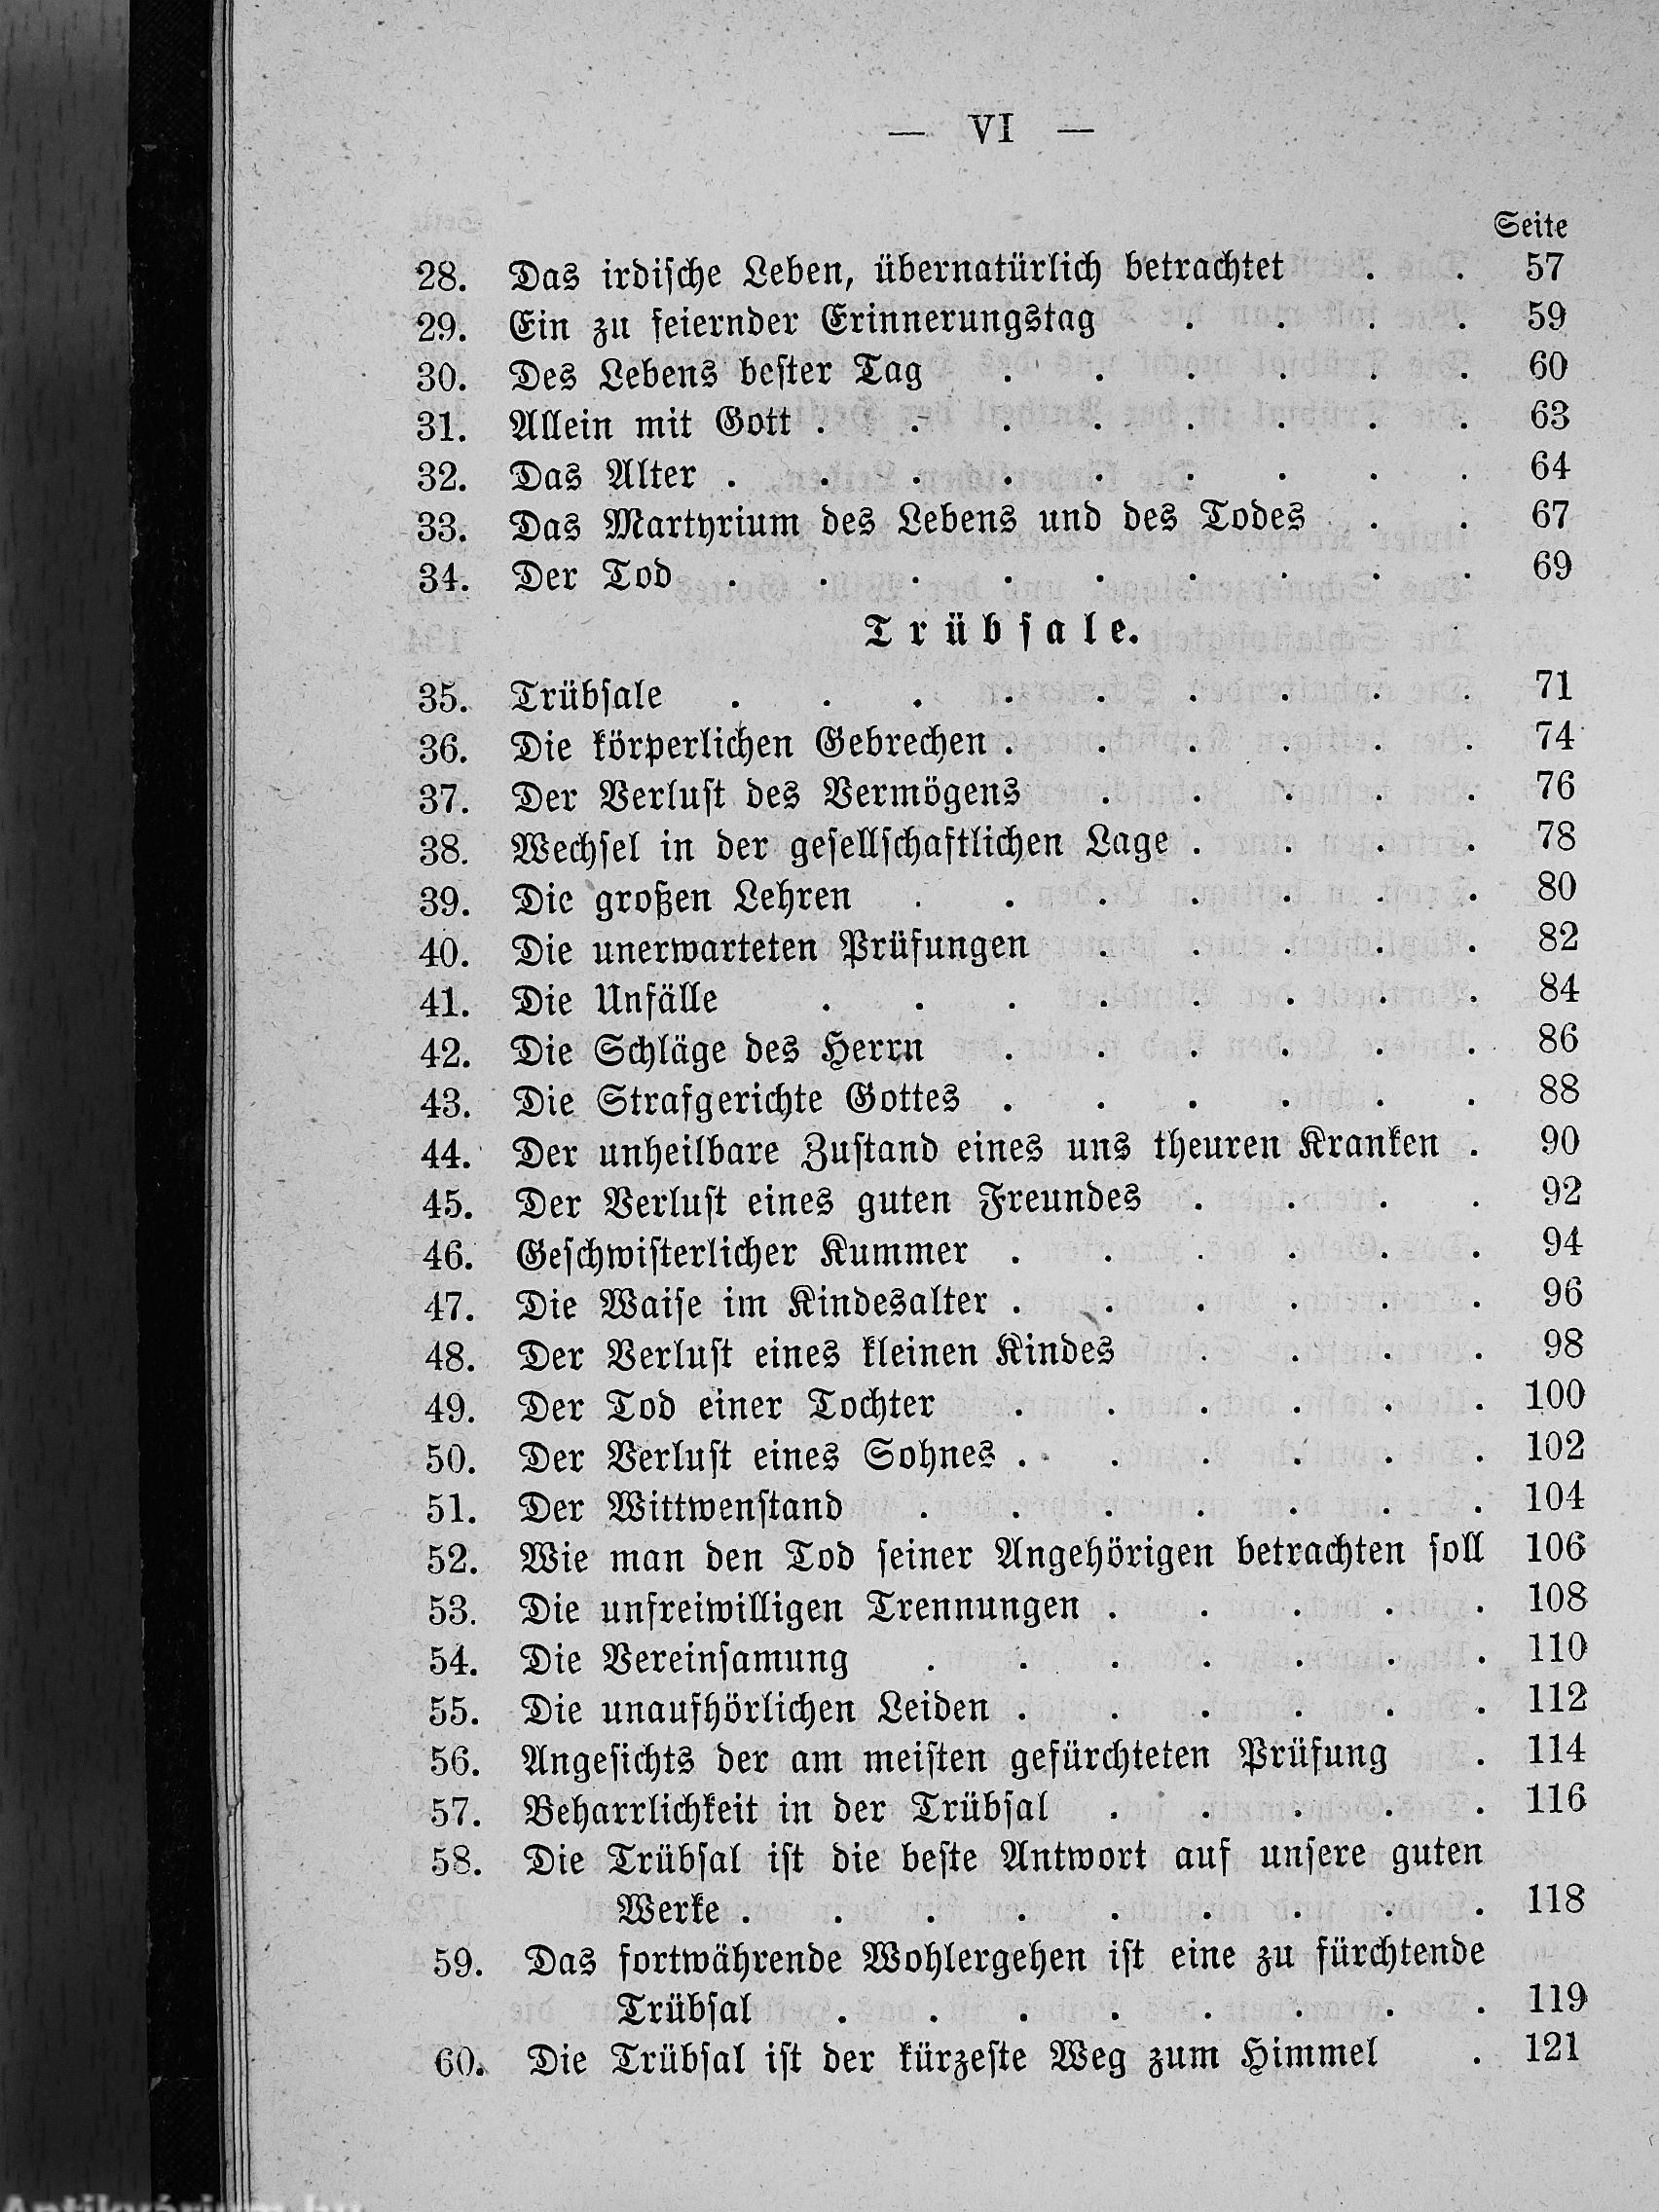 — VI —
Seite
28. Das irdische Leben, übernatürlich betrachtet . . 57
29. Ein zu feiernder Erinnerungstag . . . . 59
30. Des Lebens bester Tag . . . . . . 60
31. Allein mit Gott . . . . . . . . 63
32. Das Alter . . . . . . . . . 64
33. Das Martyrium des Lebens und des Todes . . 67
34. Der Tod . . . . . . . . . 69
Trübsale.
35. Trübsale . . . . . . . . . 71
36. Die körperlichen Gebrechen . . . . . . 74
37. Der Verlust des Vermögens . . . . . 76
38. Wechsel in der gesellschaftlichen Lage . . . . 78
39. Die großen Lehren . . . . . . . 80
40. Die unerwarteten Prüfungen . . . . . 82
41. Die Unfälle . . . . . . . . 84
42. Die Schläge des Herrn . . . . . . 86
43. Die Strafgerichte Gottes . . . . . . 88
44. Der unheilbare Zustand eines uns theuren Kranken . 90
45. Der Verlust eines guten Freundes . . . . 92
46. Geschwisterlicher Kummer . . . . . . 94
47. Die Waise im Kindesalter . . . . . . 96
48. Der Verlust eines kleinen Kindes . . . . 98
49. Der Tod einer Tochter . . . . . . 100
50. Der Verlust eines Sohnes . . . . . . 102
51. Der Wittwenstand . . . . . . . 104
52. Wie man den Tod seiner Angehörigen betrachten soll 106
53. Die unfreiwilligen Trennungen . . . . . 108
54. Die Vereinsamung . . . . . . . 110
55. Die unaufhörlichen Leiden . . . . . . 112
56. Angesichts der am meisten gefürchteten Prüfung . 114
57. Beharrlichkeit in der Trübsal . . . . . 116
58. Die Trübsal ist die beste Antwort auf unsere guten
Werke . . . . . . . . . 118
59. Das fortwährende Wohlergehen ist eine zu fürchtende
Trübsal . . . . . . . . 119
60. Die Trübsal ist der kürzeste Weg zum Himmel . 121